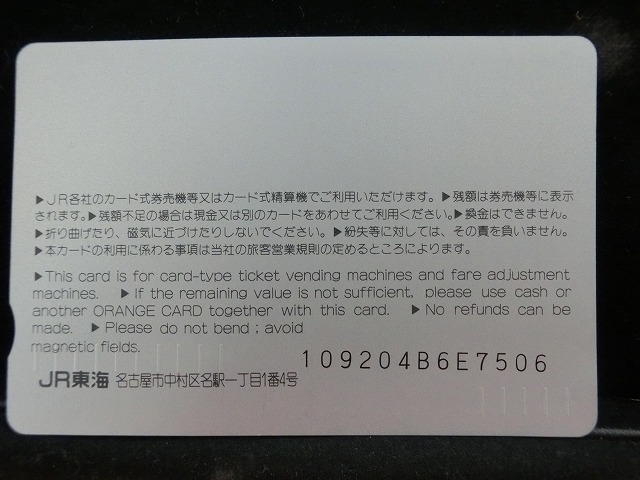 ▶JR各社のカード式券売機等又はカード式精算機でご利用いただけます。▶残額は券売機等に表示
されます。▶残額不足の場合は現金又は別のカードをあわせてご利用ください。▶換金はできません。
▶折り曲げたり、磁気に近づけたりしないでください。▶紛失等に対しては、その責を負いません。
▶本カードの利用に係わる事項は当社の旅客営業規則の定めるところによります。
▶This card is for card-type ticket vending machines and fare adjustment
machines. ▶If the remaining value is not sufficient, please use cash or
another ORANGE CARD together with this card. ▶No refunds can be
made. ▶Please do not bend; avoid
magnetic fields.
109204B6E7506
JR東海 名古屋市中村区名駅一丁目1番4号